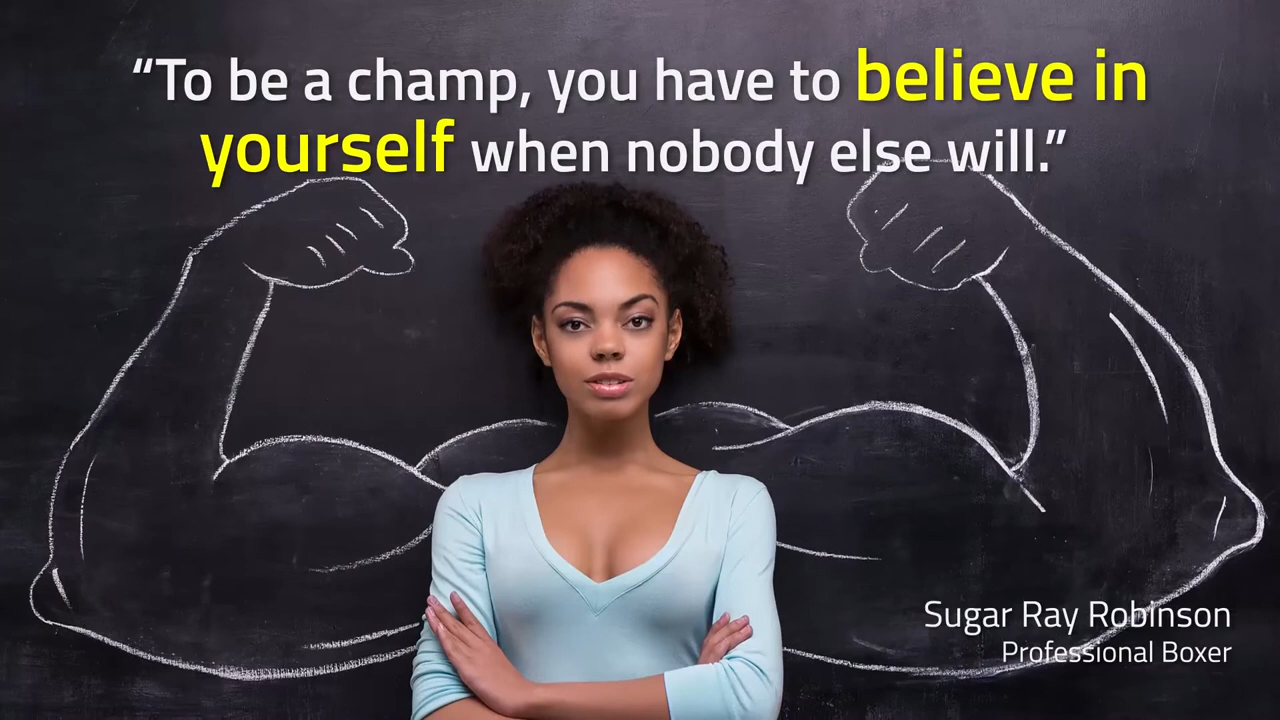 “To be a champ, you have to believe in
yourself when nobody else will.”
Sugar Ray Robinson
Professional Boxer